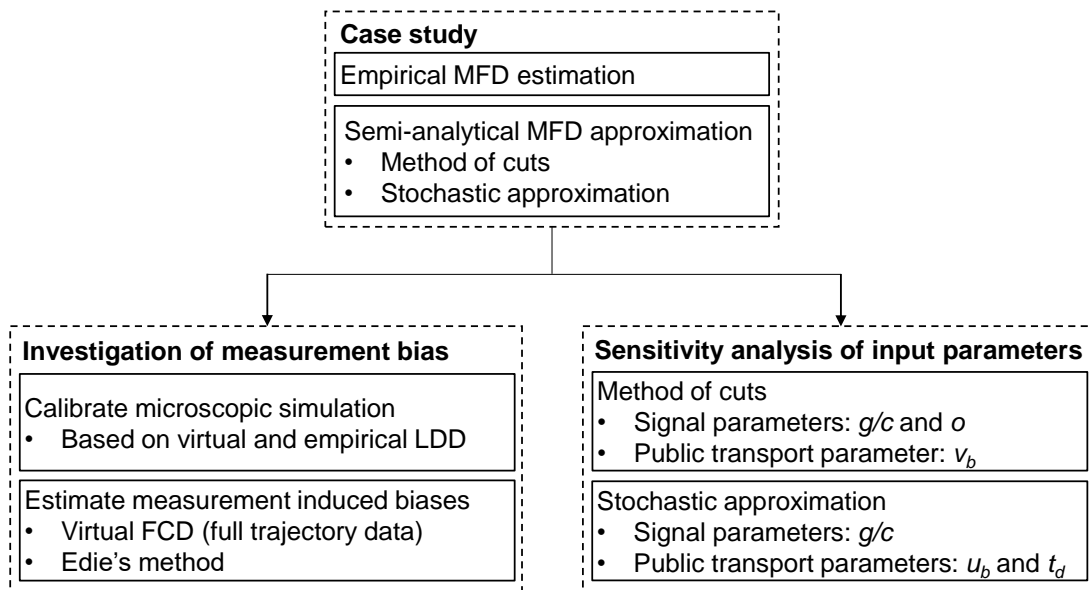 Case study
Empirical MFD estimation
Semi-analytical MFD approximation
• Method of cuts
• Stochastic approximation
Investigation of measurement bias
Calibrate microscopic simulation
• Based on virtual and empirical LDD
Estimate measurement induced biases
• Virtual FCD (full trajectory data)
• Edie's method
Sensitivity analysis of input parameters
Method of cuts
• Signal parameters: g/c and o
• Public transport parameter: v_b
Stochastic approximation
• Signal parameters: g/c
• Public transport parameters: u_b and t_d